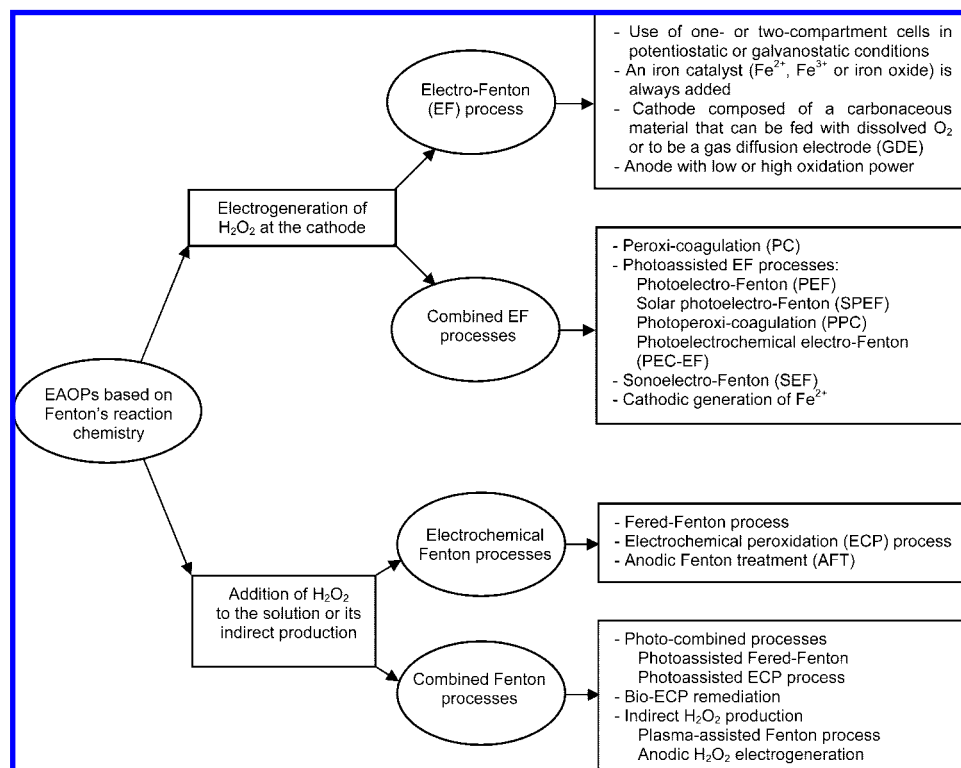 EAOPs based on
Fenton's reaction
chemistry
Electrogeneration of
H₂O₂ at the cathode
Electro-Fenton
(EF) process
- Use of one- or two-compartment cells in
potentiostatic or galvanostatic conditions
- An iron catalyst (Fe²⁺, Fe³⁺ or iron oxide) is
always added
- Cathode composed of a carbonaceous
material that can be fed with dissolved O₂
or to be a gas diffusion electrode (GDE)
- Anode with low or high oxidation power
Combined EF
processes
- Peroxi-coagulation (PC)
- Photoassisted EF processes:
Photoelectro-Fenton (PEF)
Solar photoelectro-Fenton (SPEF)
Photoperoxi-coagulation (PPC)
Photoelectrochemical electro-Fenton
(PEC-EF)
- Sonoelectro-Fenton (SEF)
- Cathodic generation of Fe²⁺
Addition of H₂O₂
to the solution or its
indirect production
Electrochemical
Fenton processes
- Fered-Fenton process
- Electrochemical peroxidation (ECP) process
- Anodic Fenton treatment (AFT)
Combined Fenton
processes
- Photo-combined processes
Photoassisted Fered-Fenton
Photoassisted ECP process
- Bio-ECP remediation
- Indirect H₂O₂ production
Plasma-assisted Fenton process
Anodic H₂O₂ electrogeneration